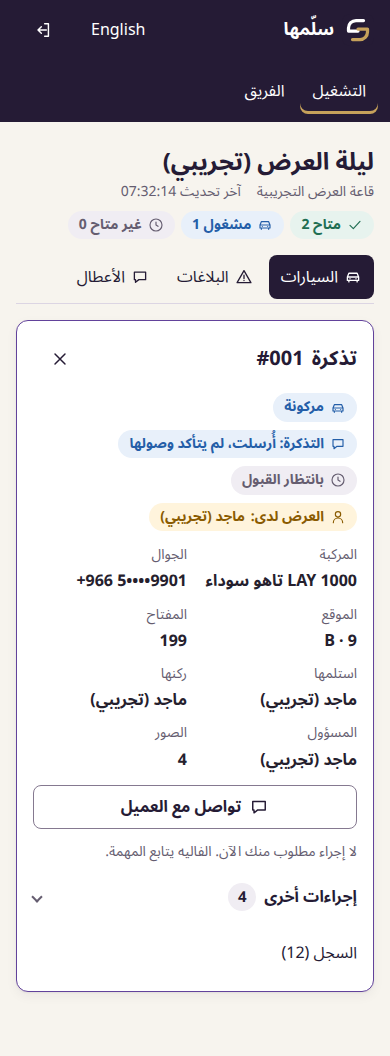 سلّمها
English
التشغيل
الفريق
ليلة العرض (تجريبي)
قاعة العرض التجريبية آخر تحديث 07:32:14
متاح 2
مشغول 1
غير متاح 0
السيارات
البلاغات
الأعطال
تذكرة #001
مركونة
التذكرة: أُرسلت، لم يتأكد وصولها
بانتظار القبول
العرض لدى: ماجد (تجريبي)
المركبة
الجوال
LAY 1000 تاهو سوداء
+966 5••••9901
الموقع
المفتاح
B · 9
199
استلمها
ركنها
ماجد (تجريبي)
ماجد (تجريبي)
المسؤول
الصور
ماجد (تجريبي)
4
تواصل مع العميل
لا إجراء مطلوب منك الآن. الفاليه يتابع المهمة.
إجراءات أخرى 4
السجل (12)